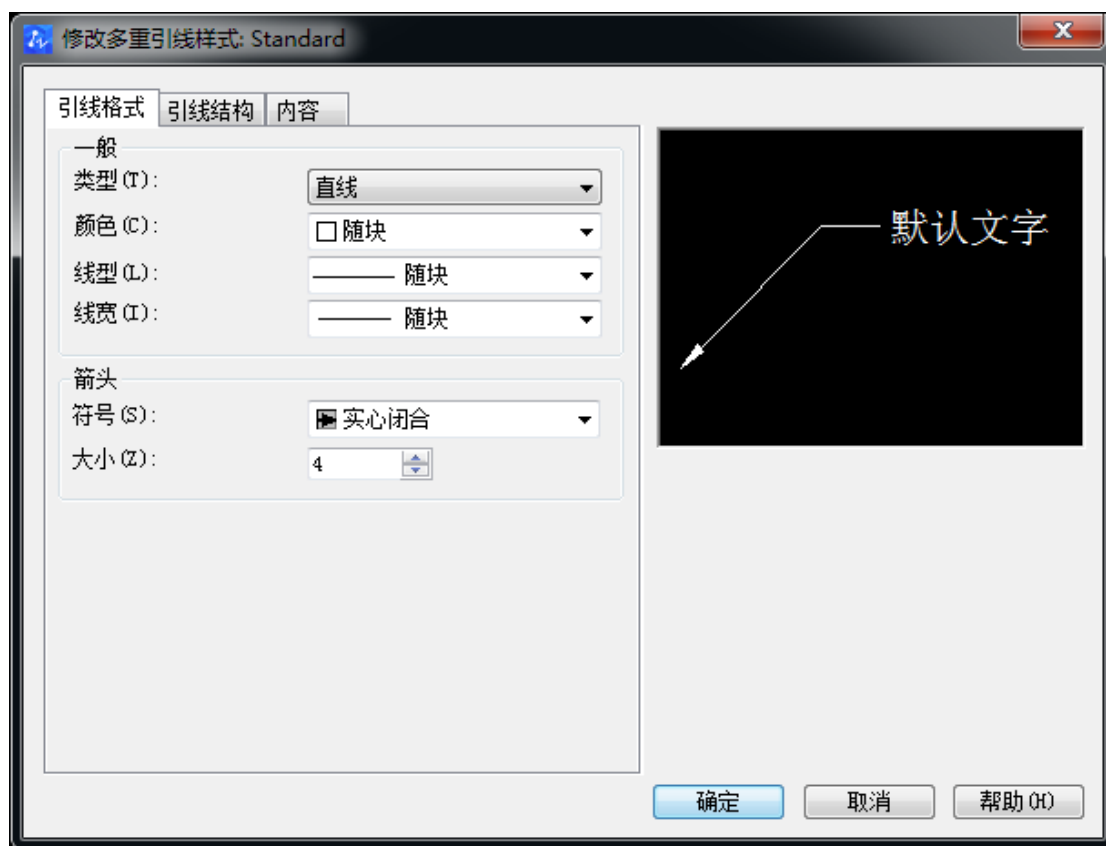 修改多重引线样式: Standard
引线格式 引线结构 内容
一般
类型(T): 直线
颜色(C): 随块
线型(L): 随块
线宽(I): 随块
箭头
符号(S): 实心闭合
大小(Z): 4
默认文字
确定 取消 帮助(H)